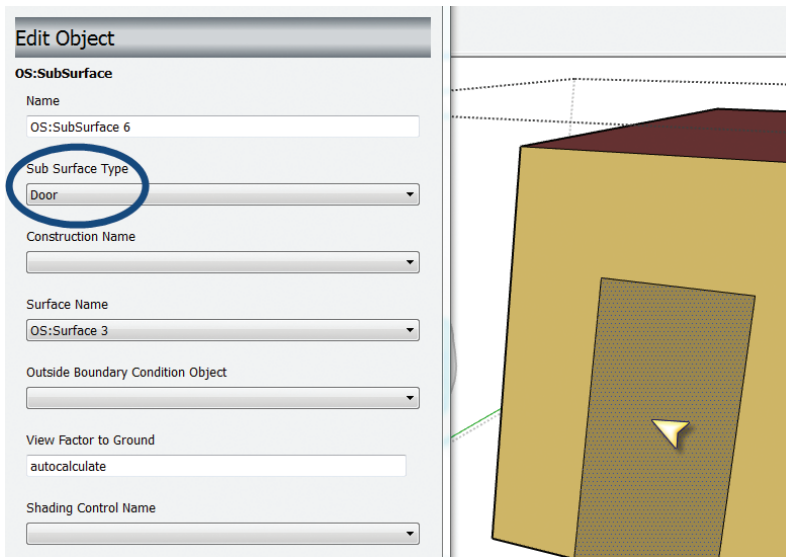 Edit Object
OS:SubSurface
Name
OS:SubSurface 6
Sub Surface Type
Door
Construction Name
Surface Name
OS:Surface 3
Outside Boundary Condition Object
View Factor to Ground
autocalculate
Shading Control Name